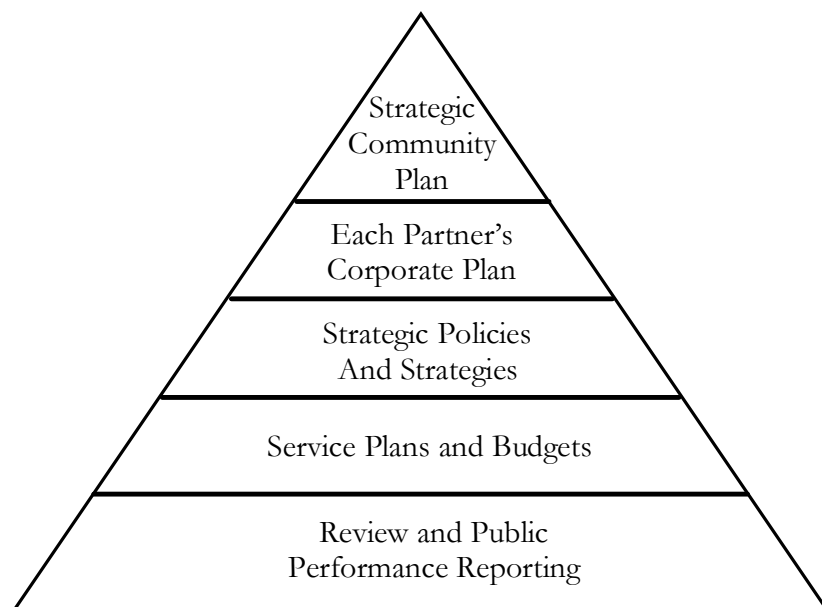 Strategic
Community
Plan
Each Partner’s
Corporate Plan
Strategic Policies
And Strategies
Service Plans and Budgets
Review and Public
Performance Reporting